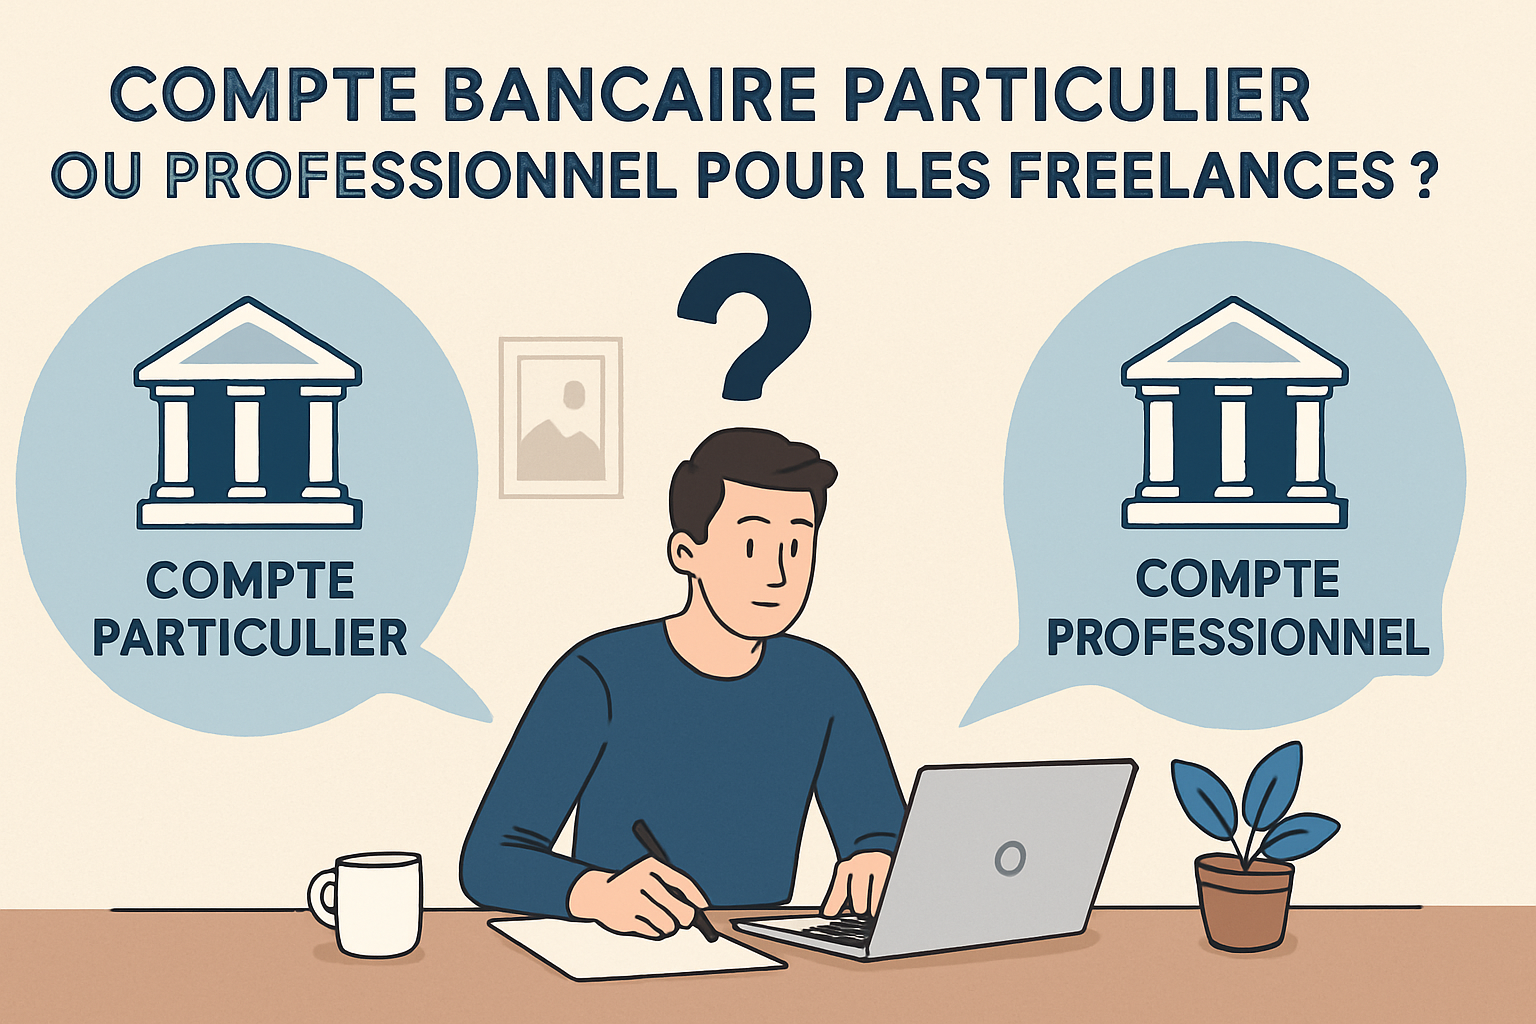 COMPTE BANCAIRE PARTICULIER
OU PROFESSIONNEL POUR LES FREELANCES ?
COMPTE
PARTICULIER
COMPTE
PROFESSIONNEL